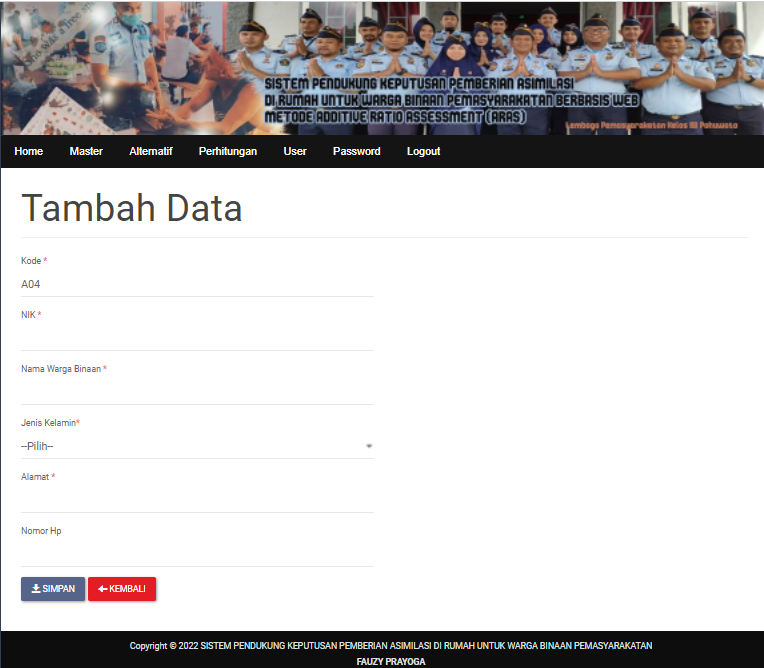 SISTEM PENDUKUNG KEPUTUSAN PEMBERIAN ASIMILASI
DI RUMAH UNTUK WARGA BINAAN PEMASYARAKATAN BERBASIS WEB
METODE ADDITIVE RATIO ASSESSMENT (ARAS)
Lembaga Pemasyarakatan Kelas IIB Pohuwato
Home Master Alternatif Perhitungan User Password Logout
Tambah Data
Kode *
A04
NIK *
Nama Warga Binaan *
Jenis Kelamin*
--Pilih--
Alamat *
Nomor Hp
SIMPAN KEMBALI
Copyright © 2022 SISTEM PENDUKUNG KEPUTUSAN PEMBERIAN ASIMILASI DI RUMAH UNTUK WARGA BINAAN PEMASYARAKATAN
FAUZY PRAYOGA